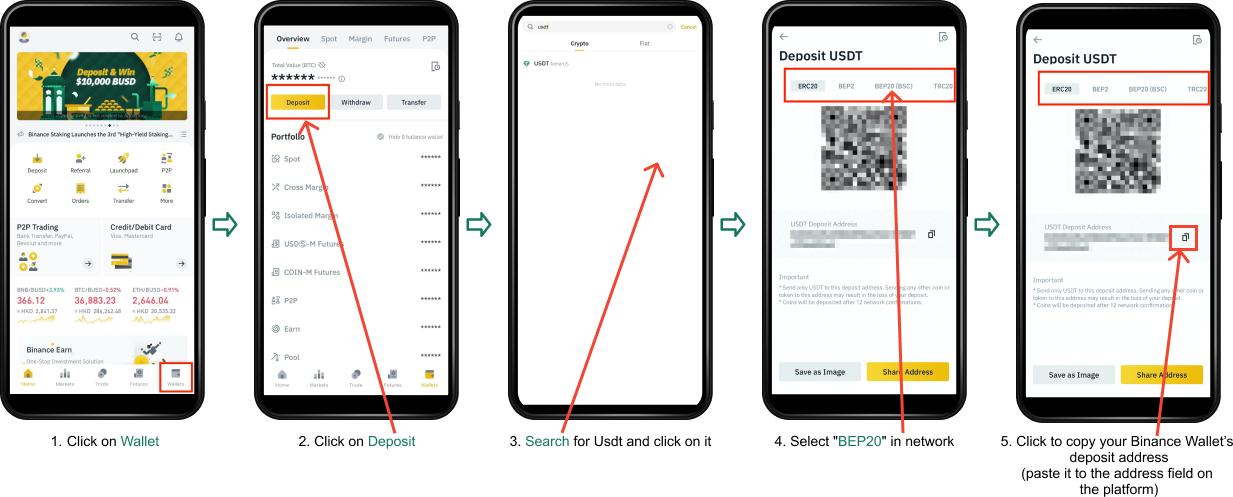 Deposit & Win
$10,000 BUSD
Binance Staking Launches the 3rd "High-Yield Staking...
Deposit
Referral
Launchpad
P2P
Convert
Orders
Transfer
More
P2P Trading
Bank Transfer, PayPal,
Revolut and more
Credit/Debit Card
Visa, Mastercard
BNB/BUSD+3.93%
366.12
≈ HKD 2,841.37
BTC/BUSD-0.52%
36,883.23
≈ HKD 286,242.48
ETH/BUSD-0.91%
2,646.04
≈ HKD 20,535.32
Binance Earn
One-Stop Investment Solution
Home
Markets
Trade
Futures
Wallets
1. Click on Wallet
Overview
Spot
Margin
Futures
P2P
Total Value (BTC)
****** ******
Deposit
Withdraw
Transfer
Portfolio
Hide 0 balance wallet
Spot ******
Cross Margin ******
Isolated Margin ******
USDⓈ-M Futures ******
COIN-M Futures ******
P2P ******
Earn ******
Pool ******
Home
Markets
Trade
Futures
Wallets
2. Click on Deposit
usdt
Cancel
Crypto
Fiat
USDT TetherUS
No more data
3. Search for Usdt and click on it
Deposit USDT
ERC20
BEP2
BEP20 (BSC)
TRC20
USDT Deposit Address
Important
* Send only USDT to this deposit address. Sending any other coin or
token to this address may result in the loss of your deposit.
* Coins will be deposited after 12 network confirmations.
Save as Image
Share Address
4. Select "BEP20" in network
Deposit USDT
ERC20
BEP2
BEP20 (BSC)
TRC20
USDT Deposit Address
Important
* Send only USDT to this deposit address. Sending any other coin or
token to this address may result in the loss of your deposit.
* Coins will be deposited after 12 network confirmations.
Save as Image
Share Address
5. Click to copy your Binance Wallet's
deposit address
(paste it to the address field on
the platform)